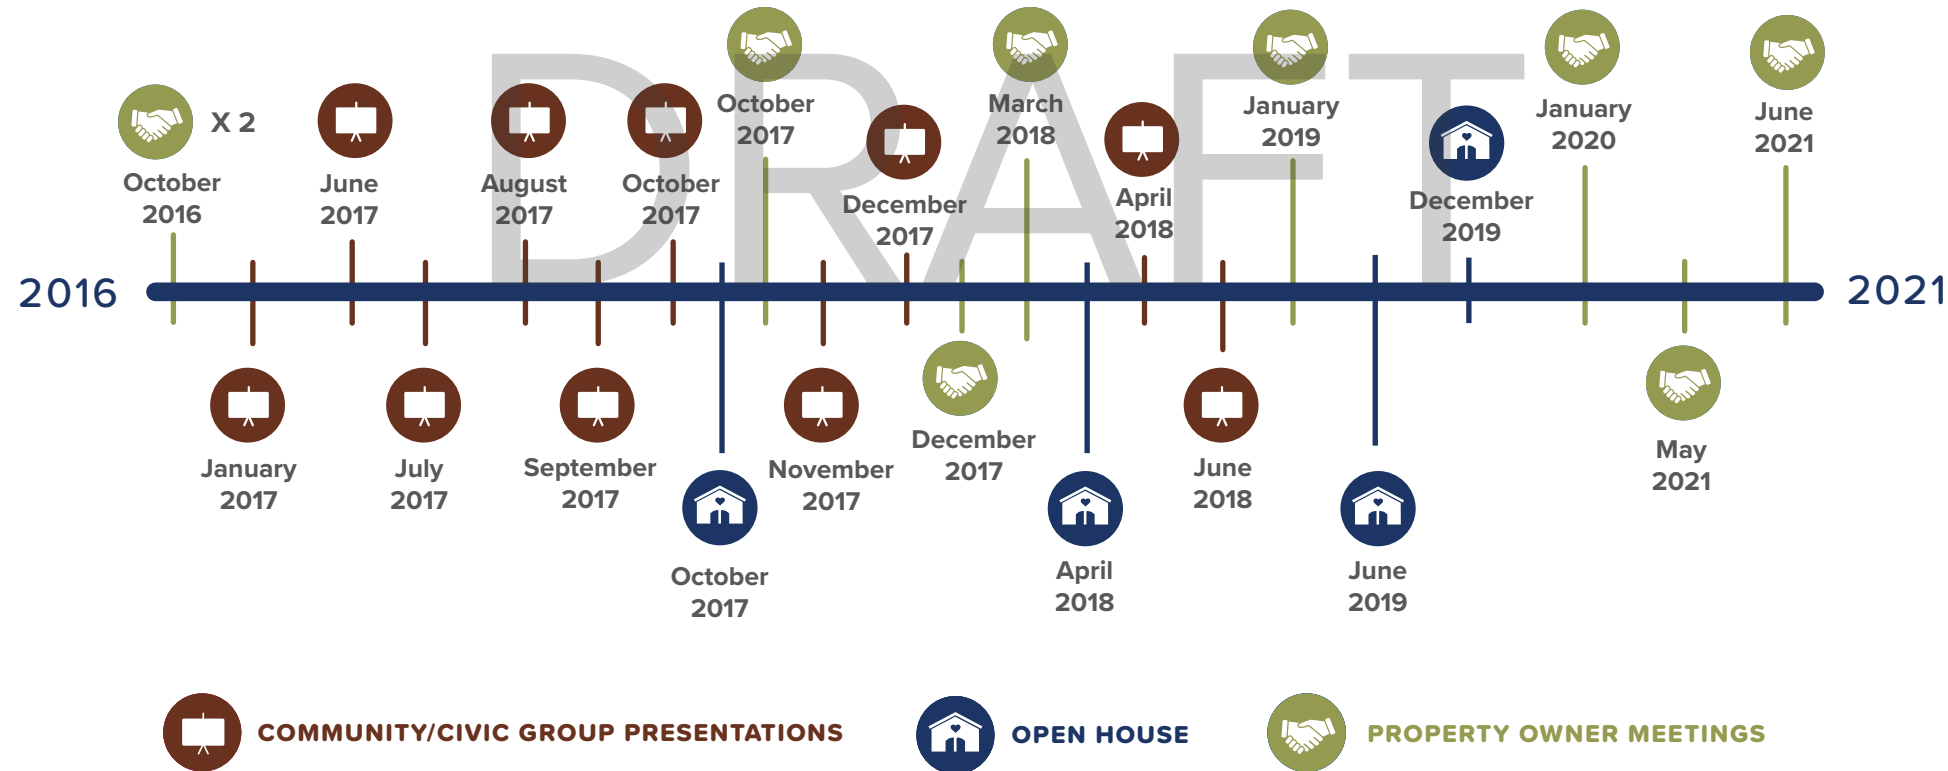 DRAFT
X 2
October
2016
June
2017
August
2017
October
2017
October
2017
December
2017
March
2018
April
2018
January
2019
December
2019
January
2020
June
2021
2016
2021
January
2017
July
2017
September
2017
October
2017
November
2017
December
2017
April
2018
June
2018
June
2019
May
2021
COMMUNITY/CIVIC GROUP PRESENTATIONS
OPEN HOUSE
PROPERTY OWNER MEETINGS